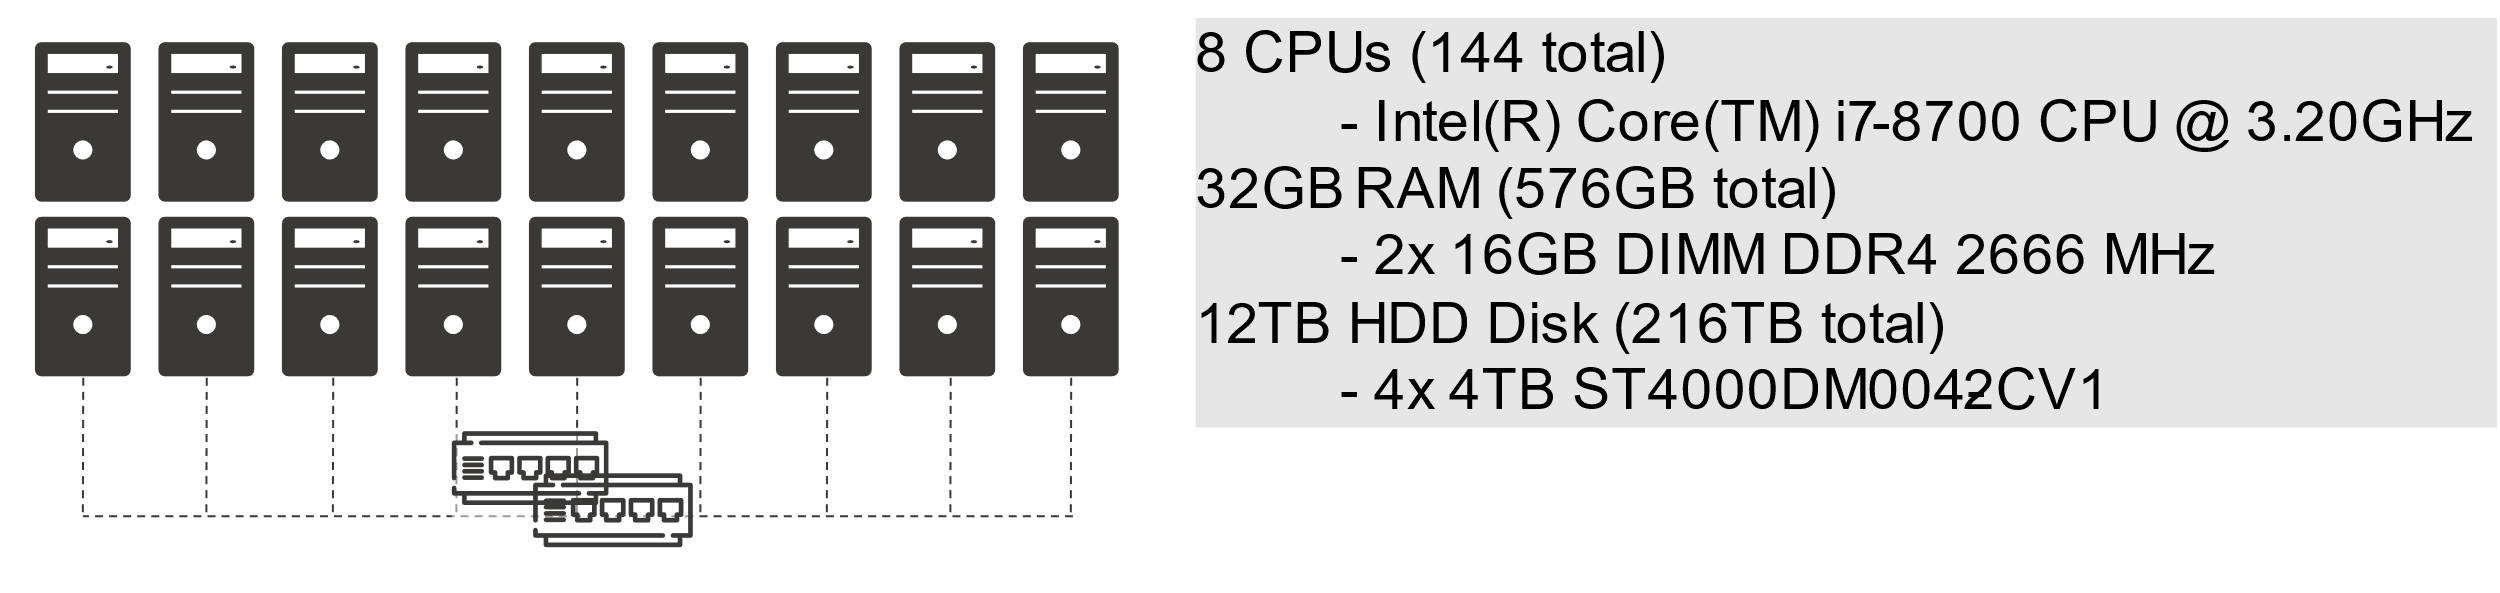 8 CPUs (144 total)
- Intel(R) Core(TM) i7-8700 CPU @ 3.20GHz
32GB RAM (576GB total)
- 2x 16GB DIMM DDR4 2666 MHz
12TB HDD Disk (216TB total)
- 4x 4TB ST4000DM0042CV1